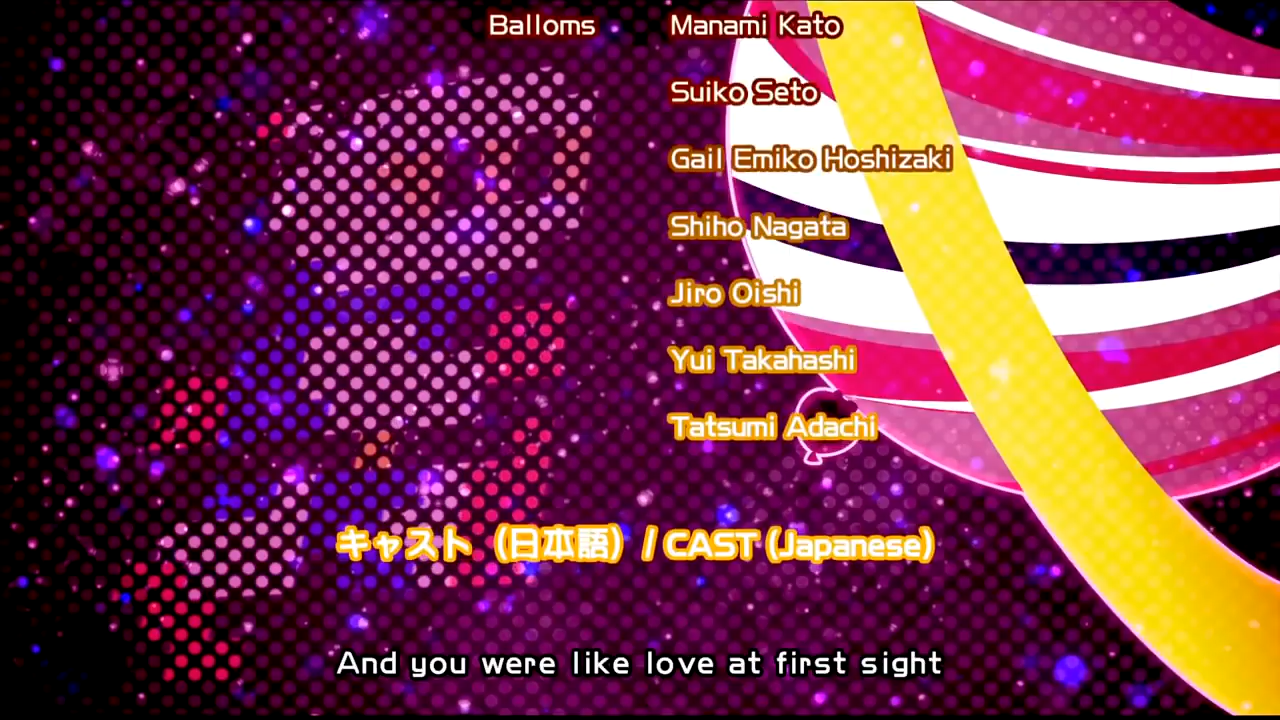 Balloms Manami Kato
Suiko Seto
Gail Emiko Hoshizaki
Shiho Nagata
Jiro Oishi
Yui Takahashi
Tatsumi Adachi
キャスト（日本語）/ CAST (Japanese)
And you were like love at first sight